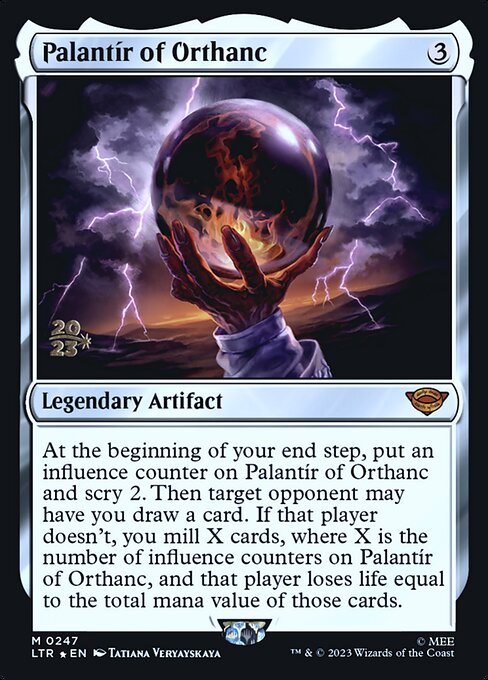 Palantír of Orthanc 3
20
23
Legendary Artifact
At the beginning of your end step, put an
influence counter on Palantír of Orthanc
and scry 2. Then target opponent may
have you draw a card. If that player
doesn't, you mill X cards, where X is the
number of influence counters on Palantír
of Orthanc, and that player loses life equal
to the total mana value of those cards.
M 0247
LTR ★ EN Tatiana Veryayskaya
© MEE
™ & © 2023 Wizards of the Coast